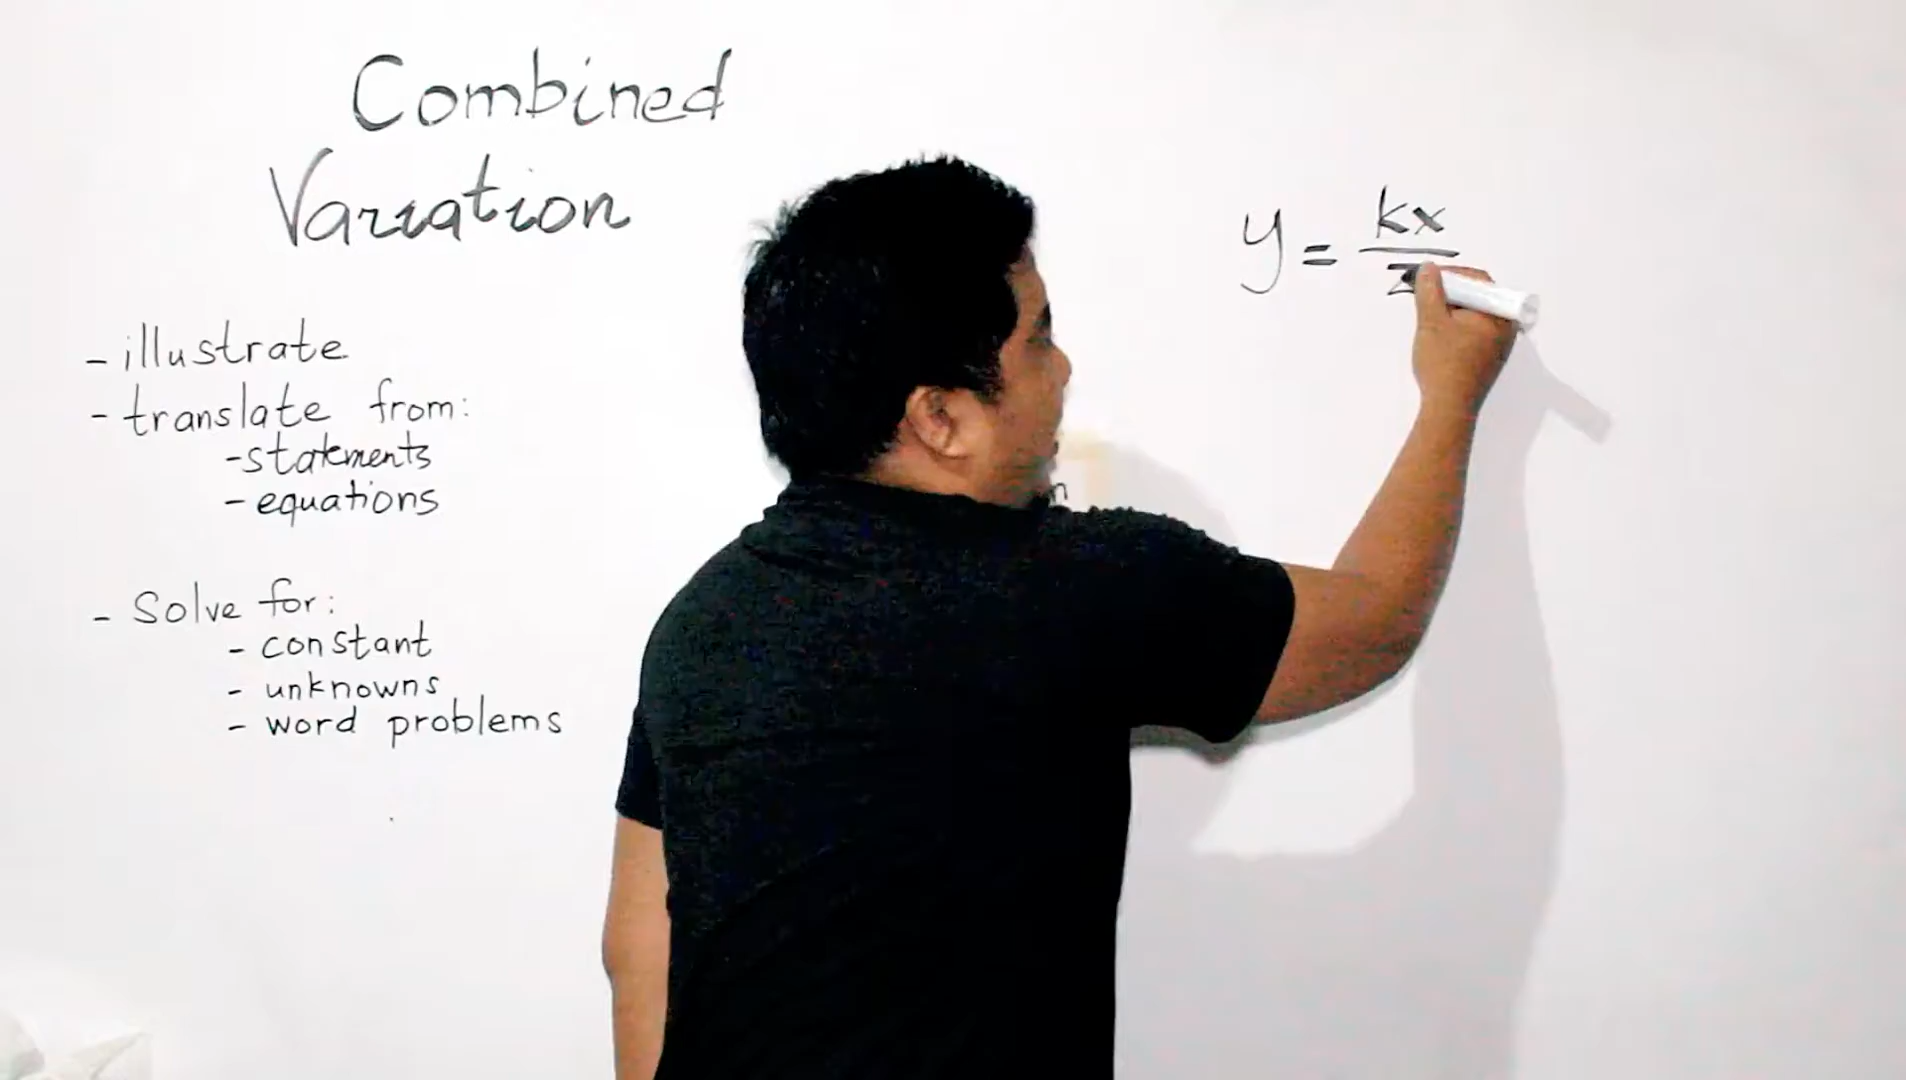 Combined
Variation
- illustrate
- translate from:
- statements
- equations
- Solve for:
- constant
- unknowns
- word problems
y = kx
z